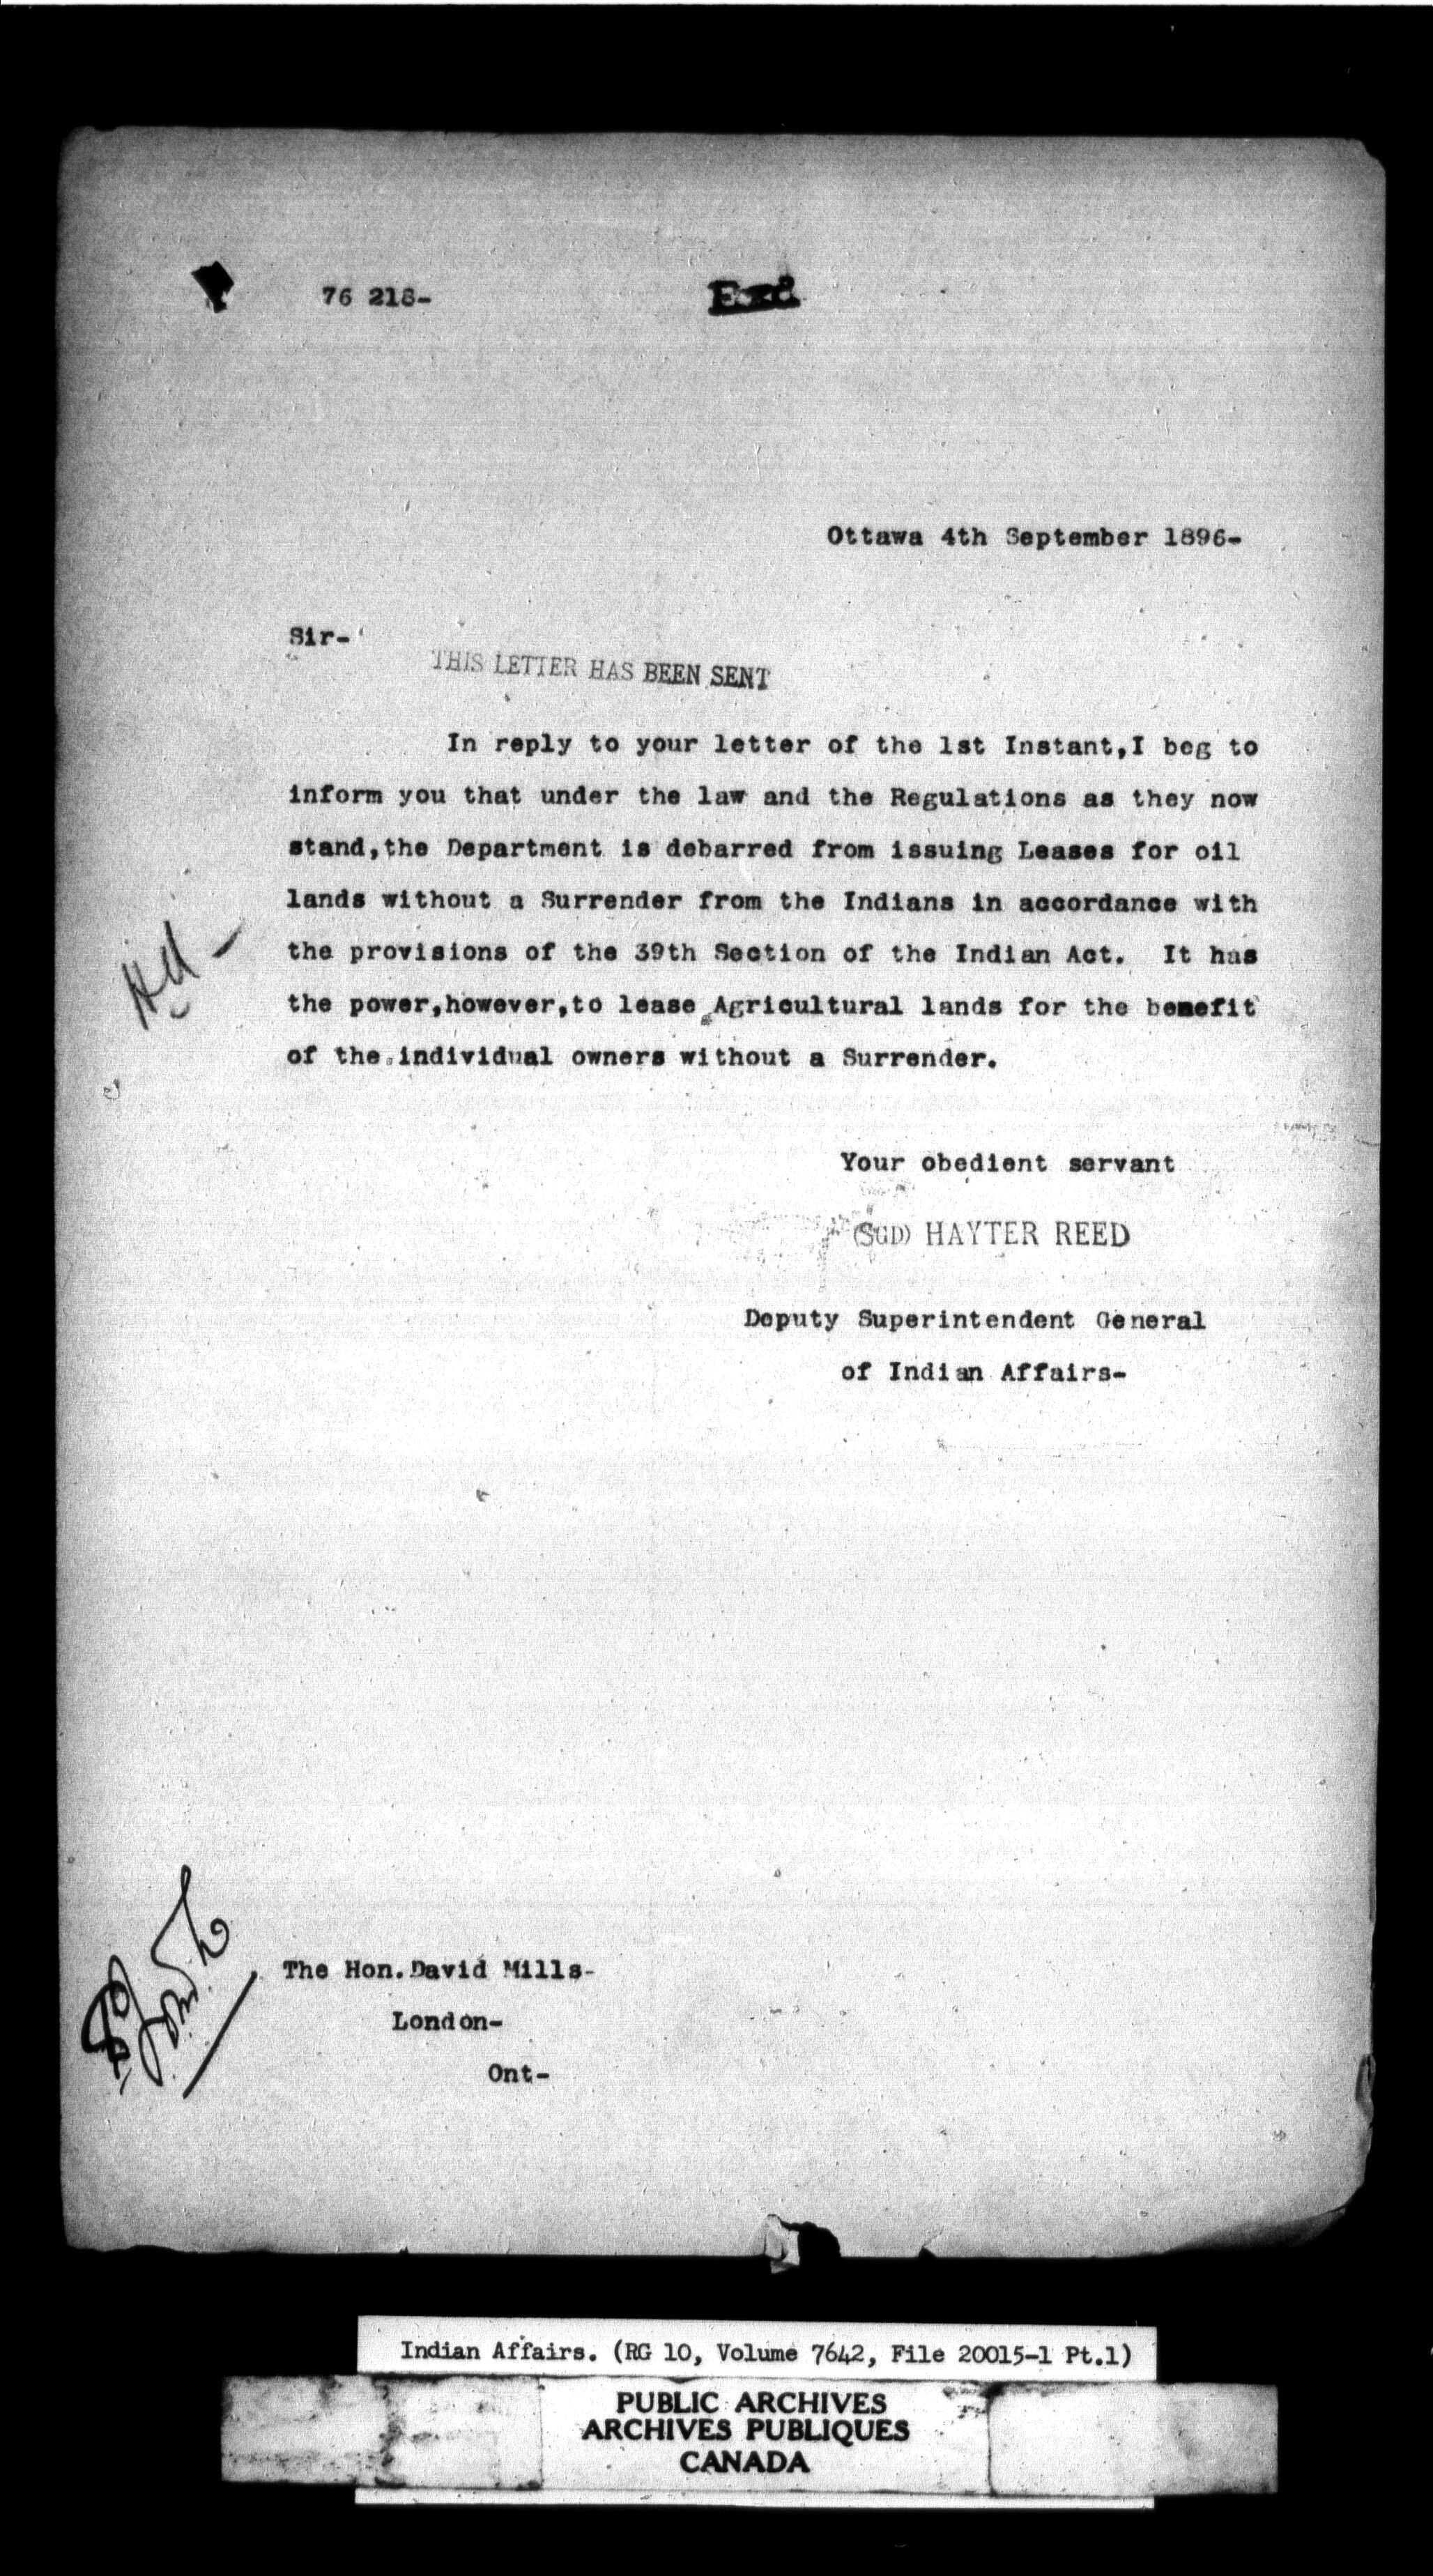 76 218-
Ottawa 4th September 1896-
Sir-
THIS LETTER HAS BEEN SENT
In reply to your letter of the 1st Instant,I beg to
inform you that under the law and the Regulations as they now
stand,the Department is debarred from issuing Leases for oil
lands without a Surrender from the Indians in accordance with
the provisions of the 39th Section of the Indian Act. It has
the power,however,to lease Agricultural lands for the benefit
of the individual owners without a Surrender.
Your obedient servant
(SGD) HAYTER REED
Deputy Superintendent General
of Indian Affairs-
The Hon.David Mills-
London-
Ont-
Indian Affairs. (RG 10, Volume 7642, File 20015-1 Pt.1)
PUBLIC ARCHIVES
ARCHIVES PUBLIQUES
CANADA